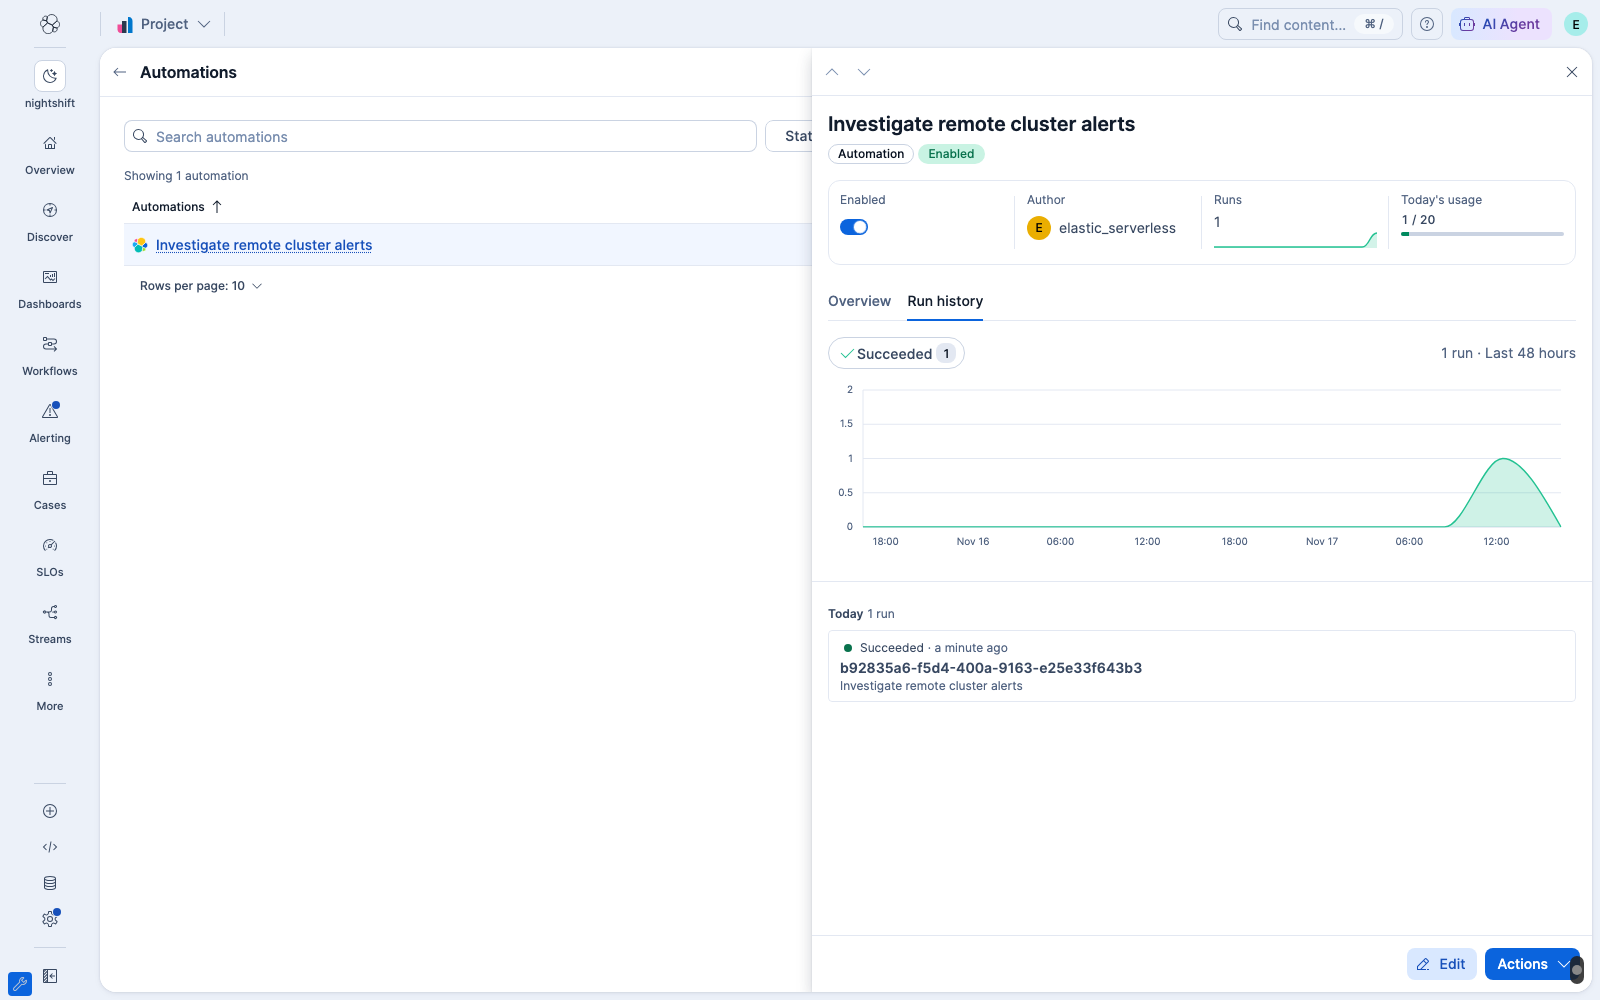 Project
Find content...
⌘ /
AI Agent
E
nightshift
Overview
Discover
Dashboards
Workflows
Alerting
Cases
SLOs
Streams
More
Automations
Search automations
Stat
Showing 1 automation
Automations
Investigate remote cluster alerts
Rows per page: 10
Investigate remote cluster alerts
Automation
Enabled
Enabled
Author
E
elastic_serverless
Runs
1
Today's usage
1 / 20
Overview
Run history
Succeeded 1
1 run · Last 48 hours
2
1.5
1
0.5
0
18:00
Nov 16
06:00
12:00
18:00
Nov 17
06:00
12:00
Today 1 run
Succeeded · a minute ago
b92835a6-f5d4-400a-9163-e25e33f643b3
Investigate remote cluster alerts
Edit
Actions